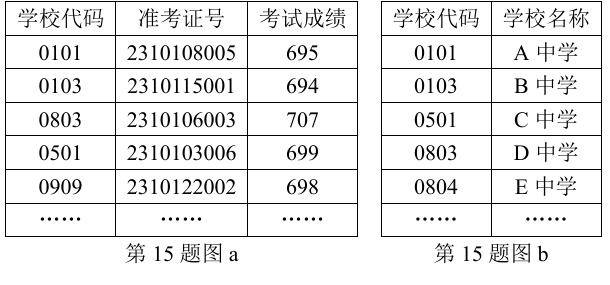 学校代码 准考证号 考试成绩
0101 2310108005 695
0103 2310115001 694
0803 2310106003 707
0501 2310103006 699
0909 2310122002 698
…… …… ……
第 15 题图 a
学校代码 学校名称
0101 A 中学
0103 B 中学
0501 C 中学
0803 D 中学
0804 E 中学
…… ……
第 15 题图 b